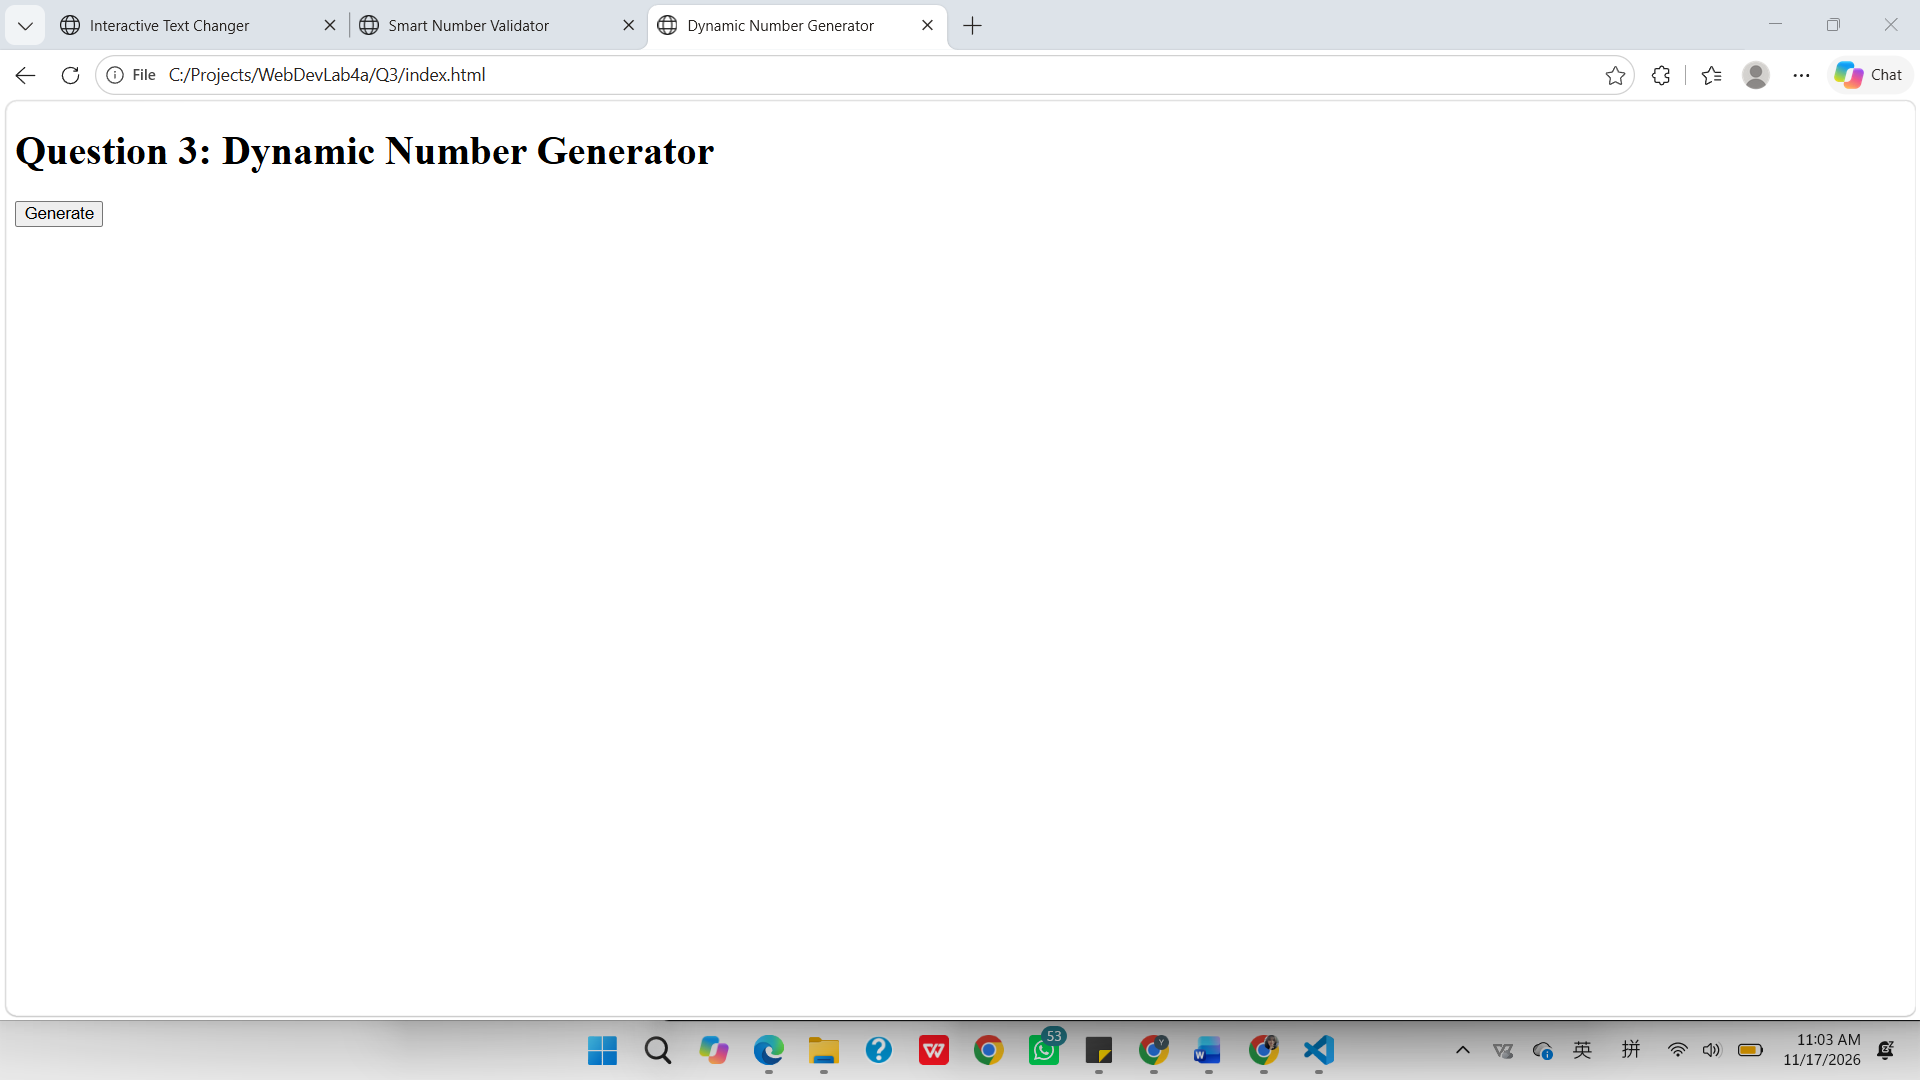 Interactive Text Changer
Smart Number Validator
Dynamic Number Generator
File C:/Projects/WebDevLab4a/Q3/index.html
Chat
Question 3: Dynamic Number Generator
Generate
53
Y
W
W
英
拼
11:03 AM
11/17/2026